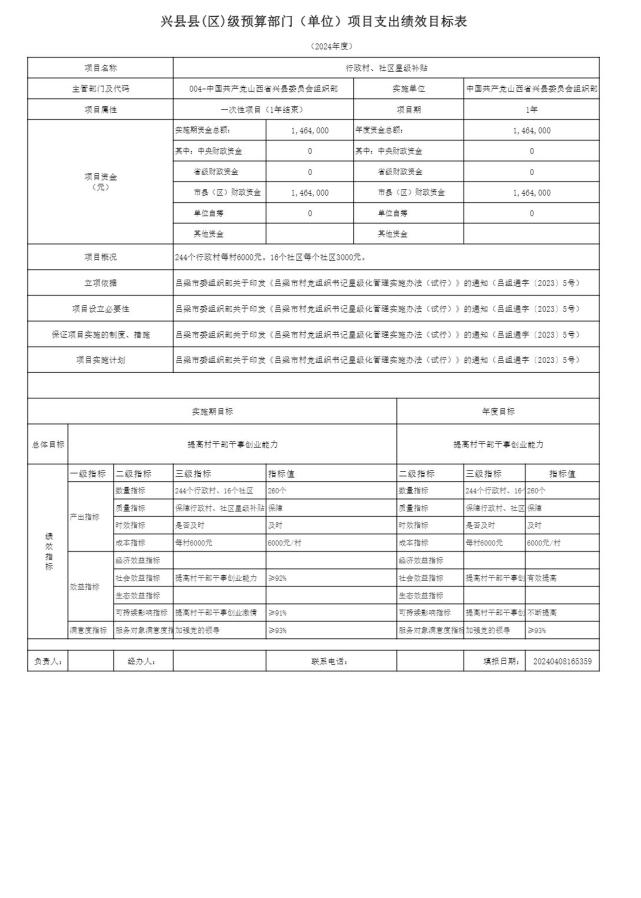 兴县县(区)级预算部门（单位）项目支出绩效目标表
（2024年度）
项目名称 行政村、社区星级补贴
主管部门及代码 004-中国共产党山西省兴县委员会组织部 实施单位 中国共产党山西省兴县委员会组织部
项目属性 一次性项目（1年结束） 项目期 1年
项目资金
（元）
实施期资金总额： 1,464,000 年度资金总额： 1,464,000
其中：中央财政资金 0 其中：中央财政资金 0
省级财政资金 0 省级财政资金 0
市县（区）财政资金 1,464,000 市县（区）财政资金 1,464,000
单位自筹 0 单位自筹 0
其他资金 其他资金
项目概况 244个行政村每村6000元。16个社区每个社区3000元。
立项依据 吕梁市委组织部关于印发《吕梁市村党组织书记星级化管理实施办法（试行）》的通知（吕组通字〔2023〕5号）
项目设立必要性 吕梁市委组织部关于印发《吕梁市村党组织书记星级化管理实施办法（试行）》的通知（吕组通字〔2023〕5号）
保证项目实施的制度、措施 吕梁市委组织部关于印发《吕梁市村党组织书记星级化管理实施办法（试行）》的通知（吕组通字〔2023〕5号）
项目实施计划 吕梁市委组织部关于印发《吕梁市村党组织书记星级化管理实施办法（试行）》的通知（吕组通字〔2023〕5号）
实施期目标 年度目标
总体目标 提高村干部干事创业能力 提高村干部干事创业能力
绩效指标
一级指标 二级指标 三级指标 指标值 二级指标 三级指标 指标值
产出指标
数量指标 244个行政村、16个社区 260个 数量指标 244个行政村、16个 260个
质量指标 保障行政村、社区星级补贴 保障 质量指标 保障行政村、社区 保障
时效指标 是否及时 及时 时效指标 是否及时 及时
成本指标 每村6000元 6000元/村 成本指标 每村6000元 6000元/村
效益指标
经济效益指标 经济效益指标
社会效益指标 提高村干部干事创业能力 ≥92% 社会效益指标 提高村干部干事创 有效提高
生态效益指标 生态效益指标
可持续影响指标 提高村干部干事创业激情 ≥91% 可持续影响指标 提高村干部干事创 不断提高
满意度指标 服务对象满意度指 加强党的领导 ≥93% 服务对象满意度指标 加强党的领导 ≥93%
负责人： 经办人： 联系电话： 填报日期： 20240408165359